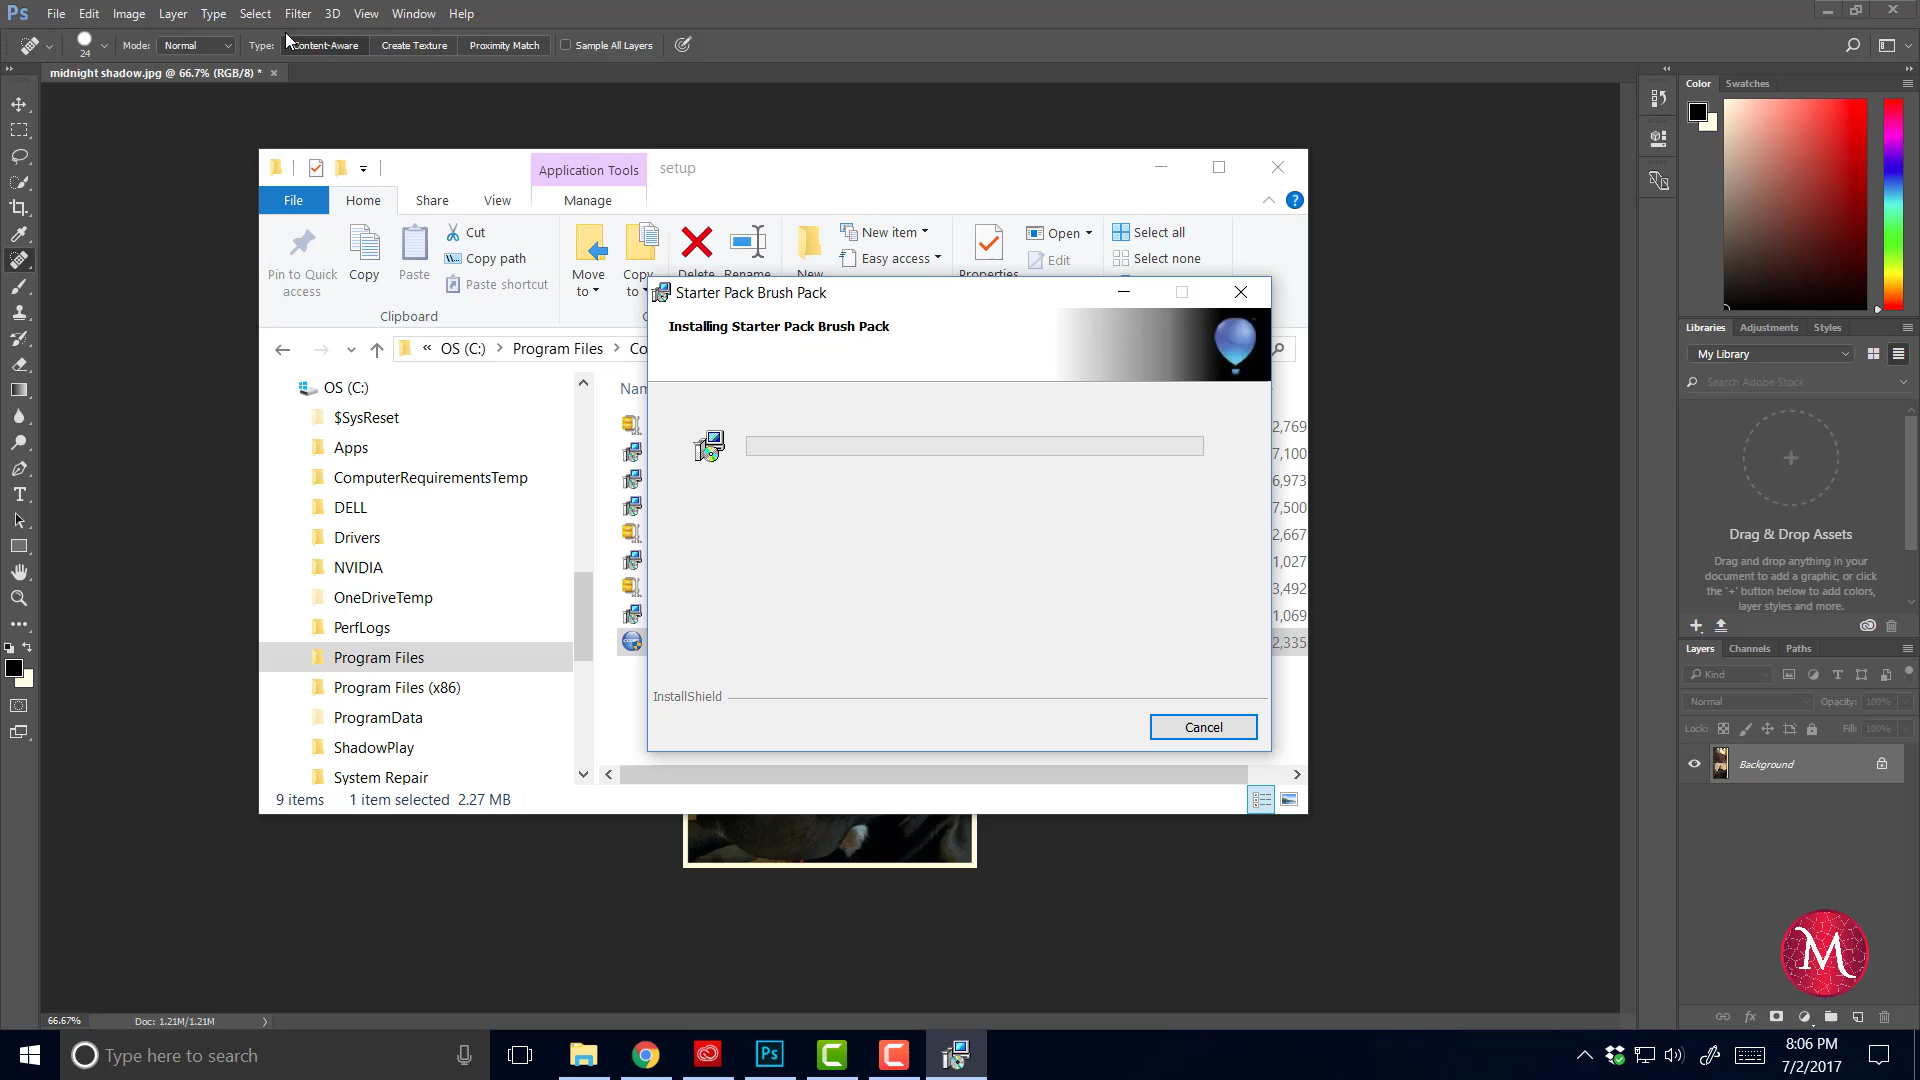 Ps File Edit Image Layer Type Select Filter 3D View Window Help
24 Mode: Normal Type: Content-Aware Create Texture Proximity Match Sample All Layers
midnight shadow.jpg @ 66.7% (RGB/8) *
Color Swatches
Application Tools setup
File Home Share View Manage
Pin to Quick access
Copy
Paste
Cut
Copy path
Paste shortcut
Clipboard
Move to
Copy to
Delete
Rename
New
New item
Easy access
Properties
Open
Edit
Select all
Select none
« OS (C:) > Program Files > Co
OS (C:)
$SysReset
Apps
ComputerRequirementsTemp
DELL
Drivers
NVIDIA
OneDriveTemp
PerfLogs
Program Files
Program Files (x86)
ProgramData
ShadowPlay
System Repair
Nam
2,769
7,100
6,973
7,500
2,667
1,027
3,492
1,069
2,335
9 items 1 item selected 2.27 MB
Starter Pack Brush Pack
Installing Starter Pack Brush Pack
InstallShield
Cancel
Libraries Adjustments Styles
My Library
Search Adobe Stock
Drag & Drop Assets
Drag and drop anything in your
document to add a graphic, or click
the '+' button below to add colors,
layer styles and more.
Layers Channels Paths
Kind
Normal Opacity: 100%
Lock: Fill: 100%
Background
M
fx
66.67% Doc: 1.21M/1.21M
Type here to search
Ps
8:06 PM
7/2/2017